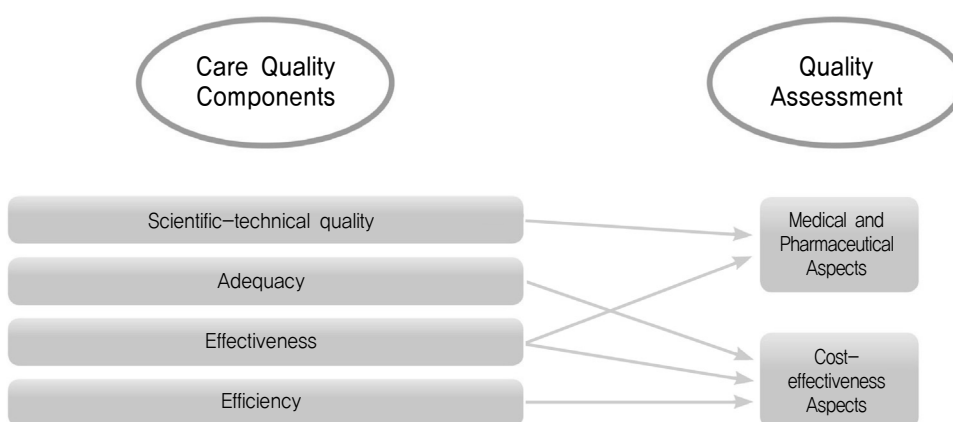 Care Quality
Components
Quality
Assessment
Scientific-technical quality
Adequacy
Effectiveness
Efficiency
Medical and
Pharmaceutical
Aspects
Cost-
effectiveness
Aspects